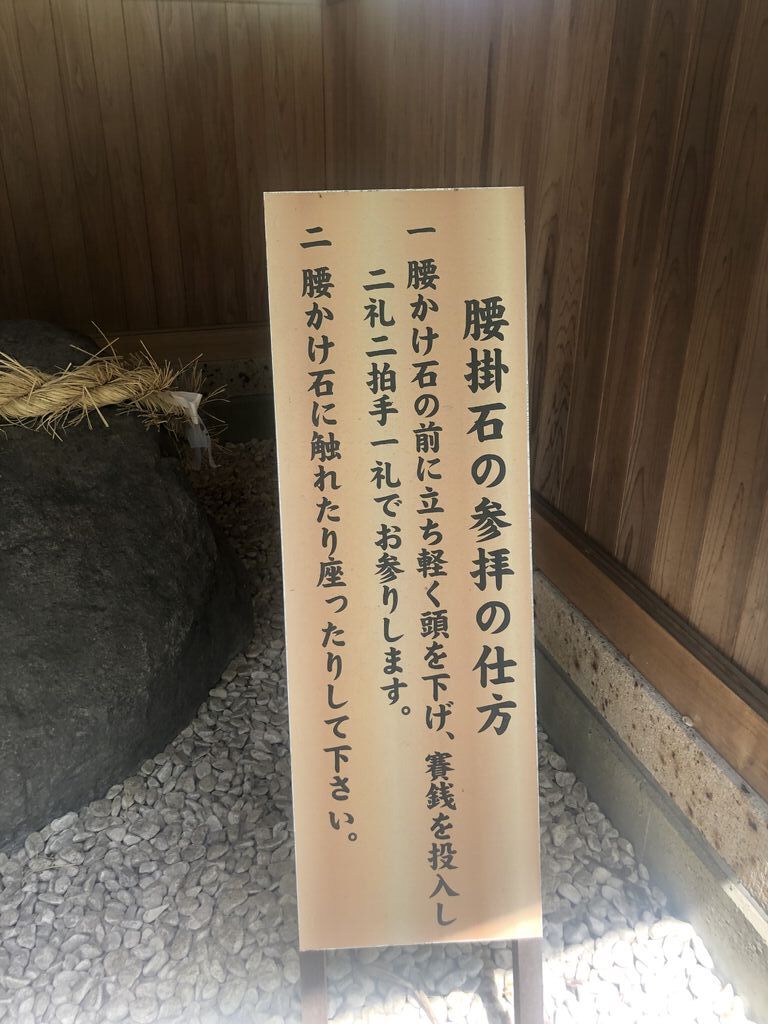 腰掛石の参拝の仕方
一 腰かけ石の前に立ち軽く頭を下げ、賽銭を投入し
二礼二拍手一礼でお参りします。
二 腰かけ石に触れたり座ったりして下さい。